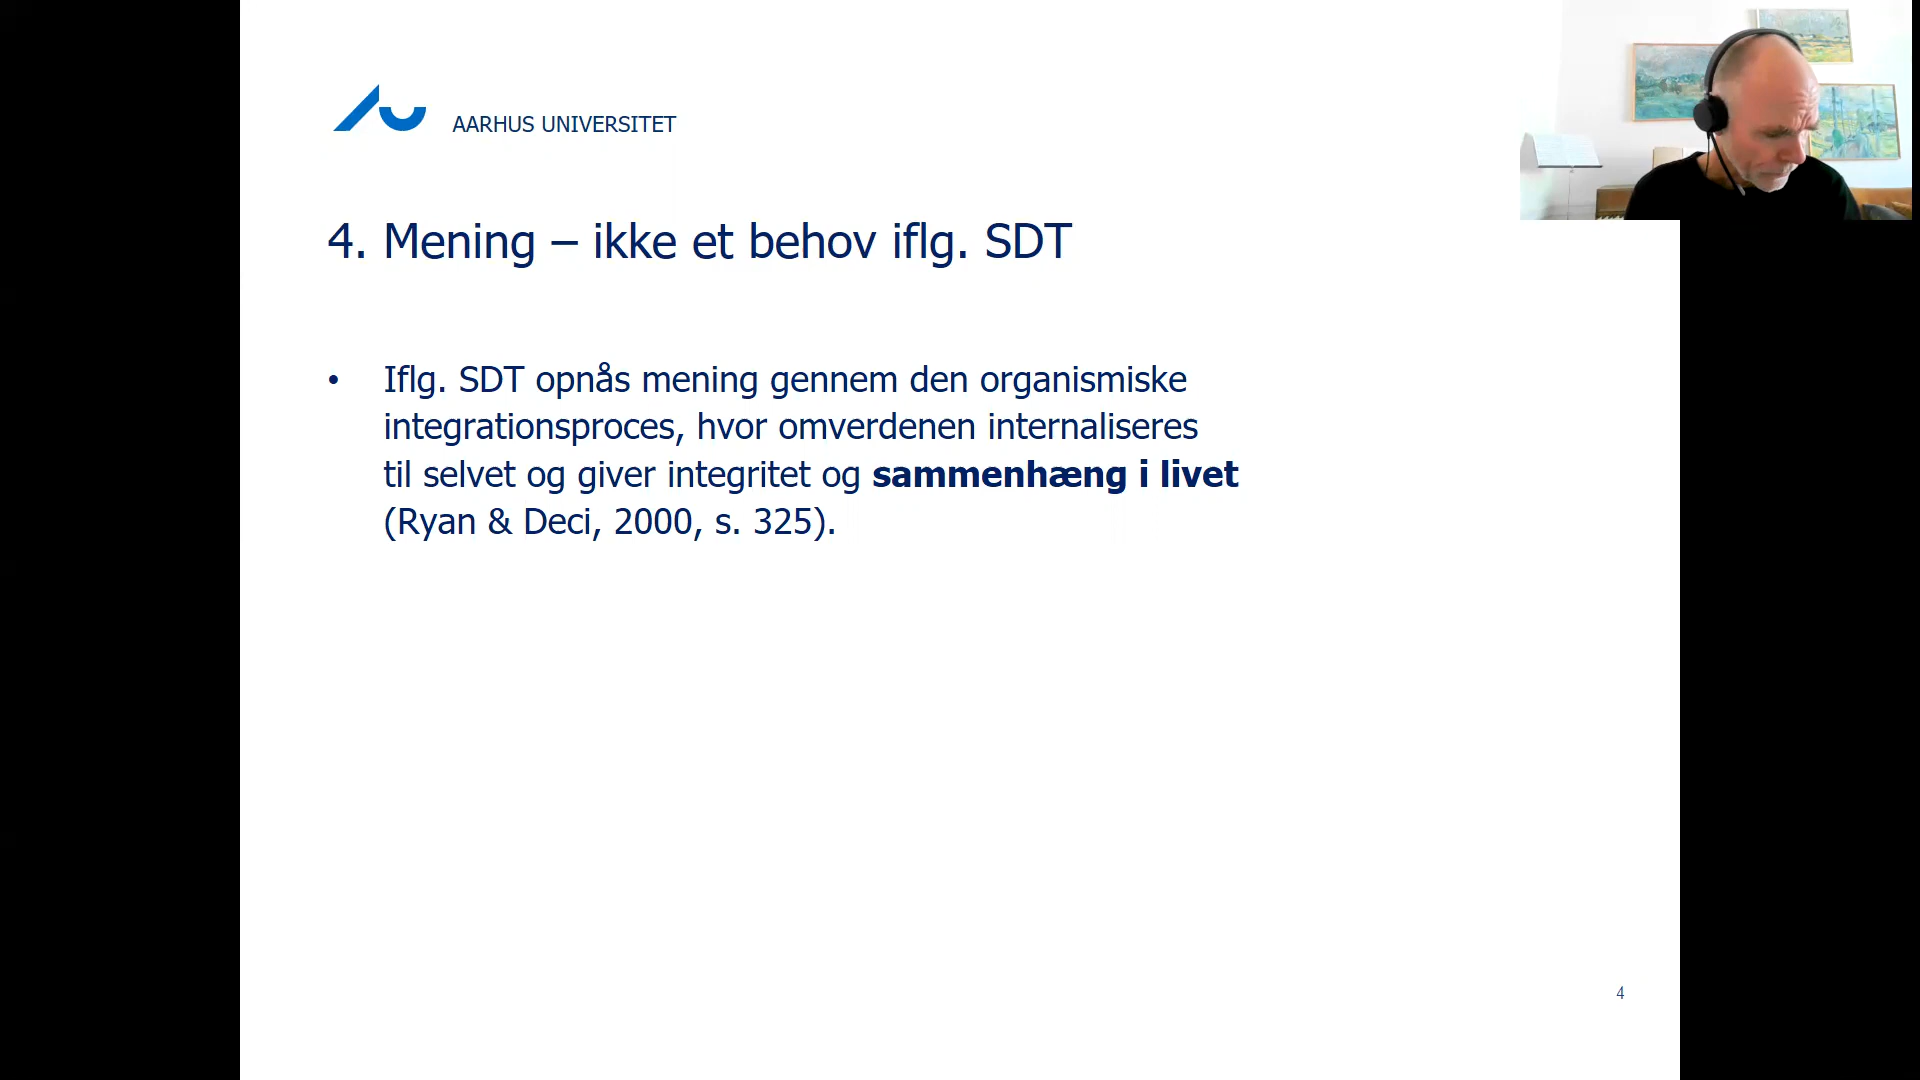 AARHUS UNIVERSITET
4. Mening – ikke et behov iflg. SDT
• Iflg. SDT opnås mening gennem den organismiske
integrationsproces, hvor omverdenen internaliseres
til selvet og giver integritet og sammenhæng i livet
(Ryan & Deci, 2000, s. 325).
4